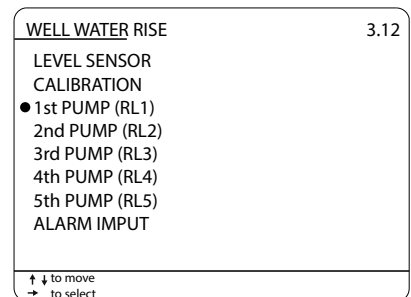 WELL WATER RISE 3.12
LEVEL SENSOR
CALIBRATION
1st PUMP (RL1)
2nd PUMP (RL2)
3rd PUMP (RL3)
4th PUMP (RL4)
5th PUMP (RL5)
ALARM IMPUT
↑ ↓ to move
→ to select